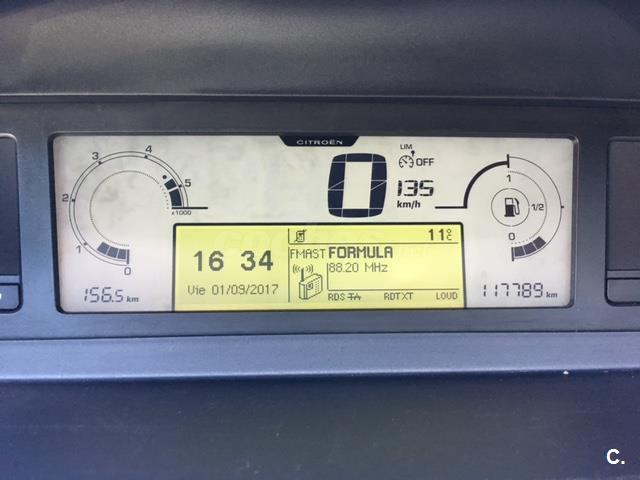 CITROËN
LIM
OFF
0
135
km/h
3
4
2
5
x1000
1
0
156.5 km
16 34
Vie 01/09/2017
11°C
FMAST FORMULA
88.20 MHz
RDS TA RDTXT LOUD
1
1/2
0
117789 km
C.